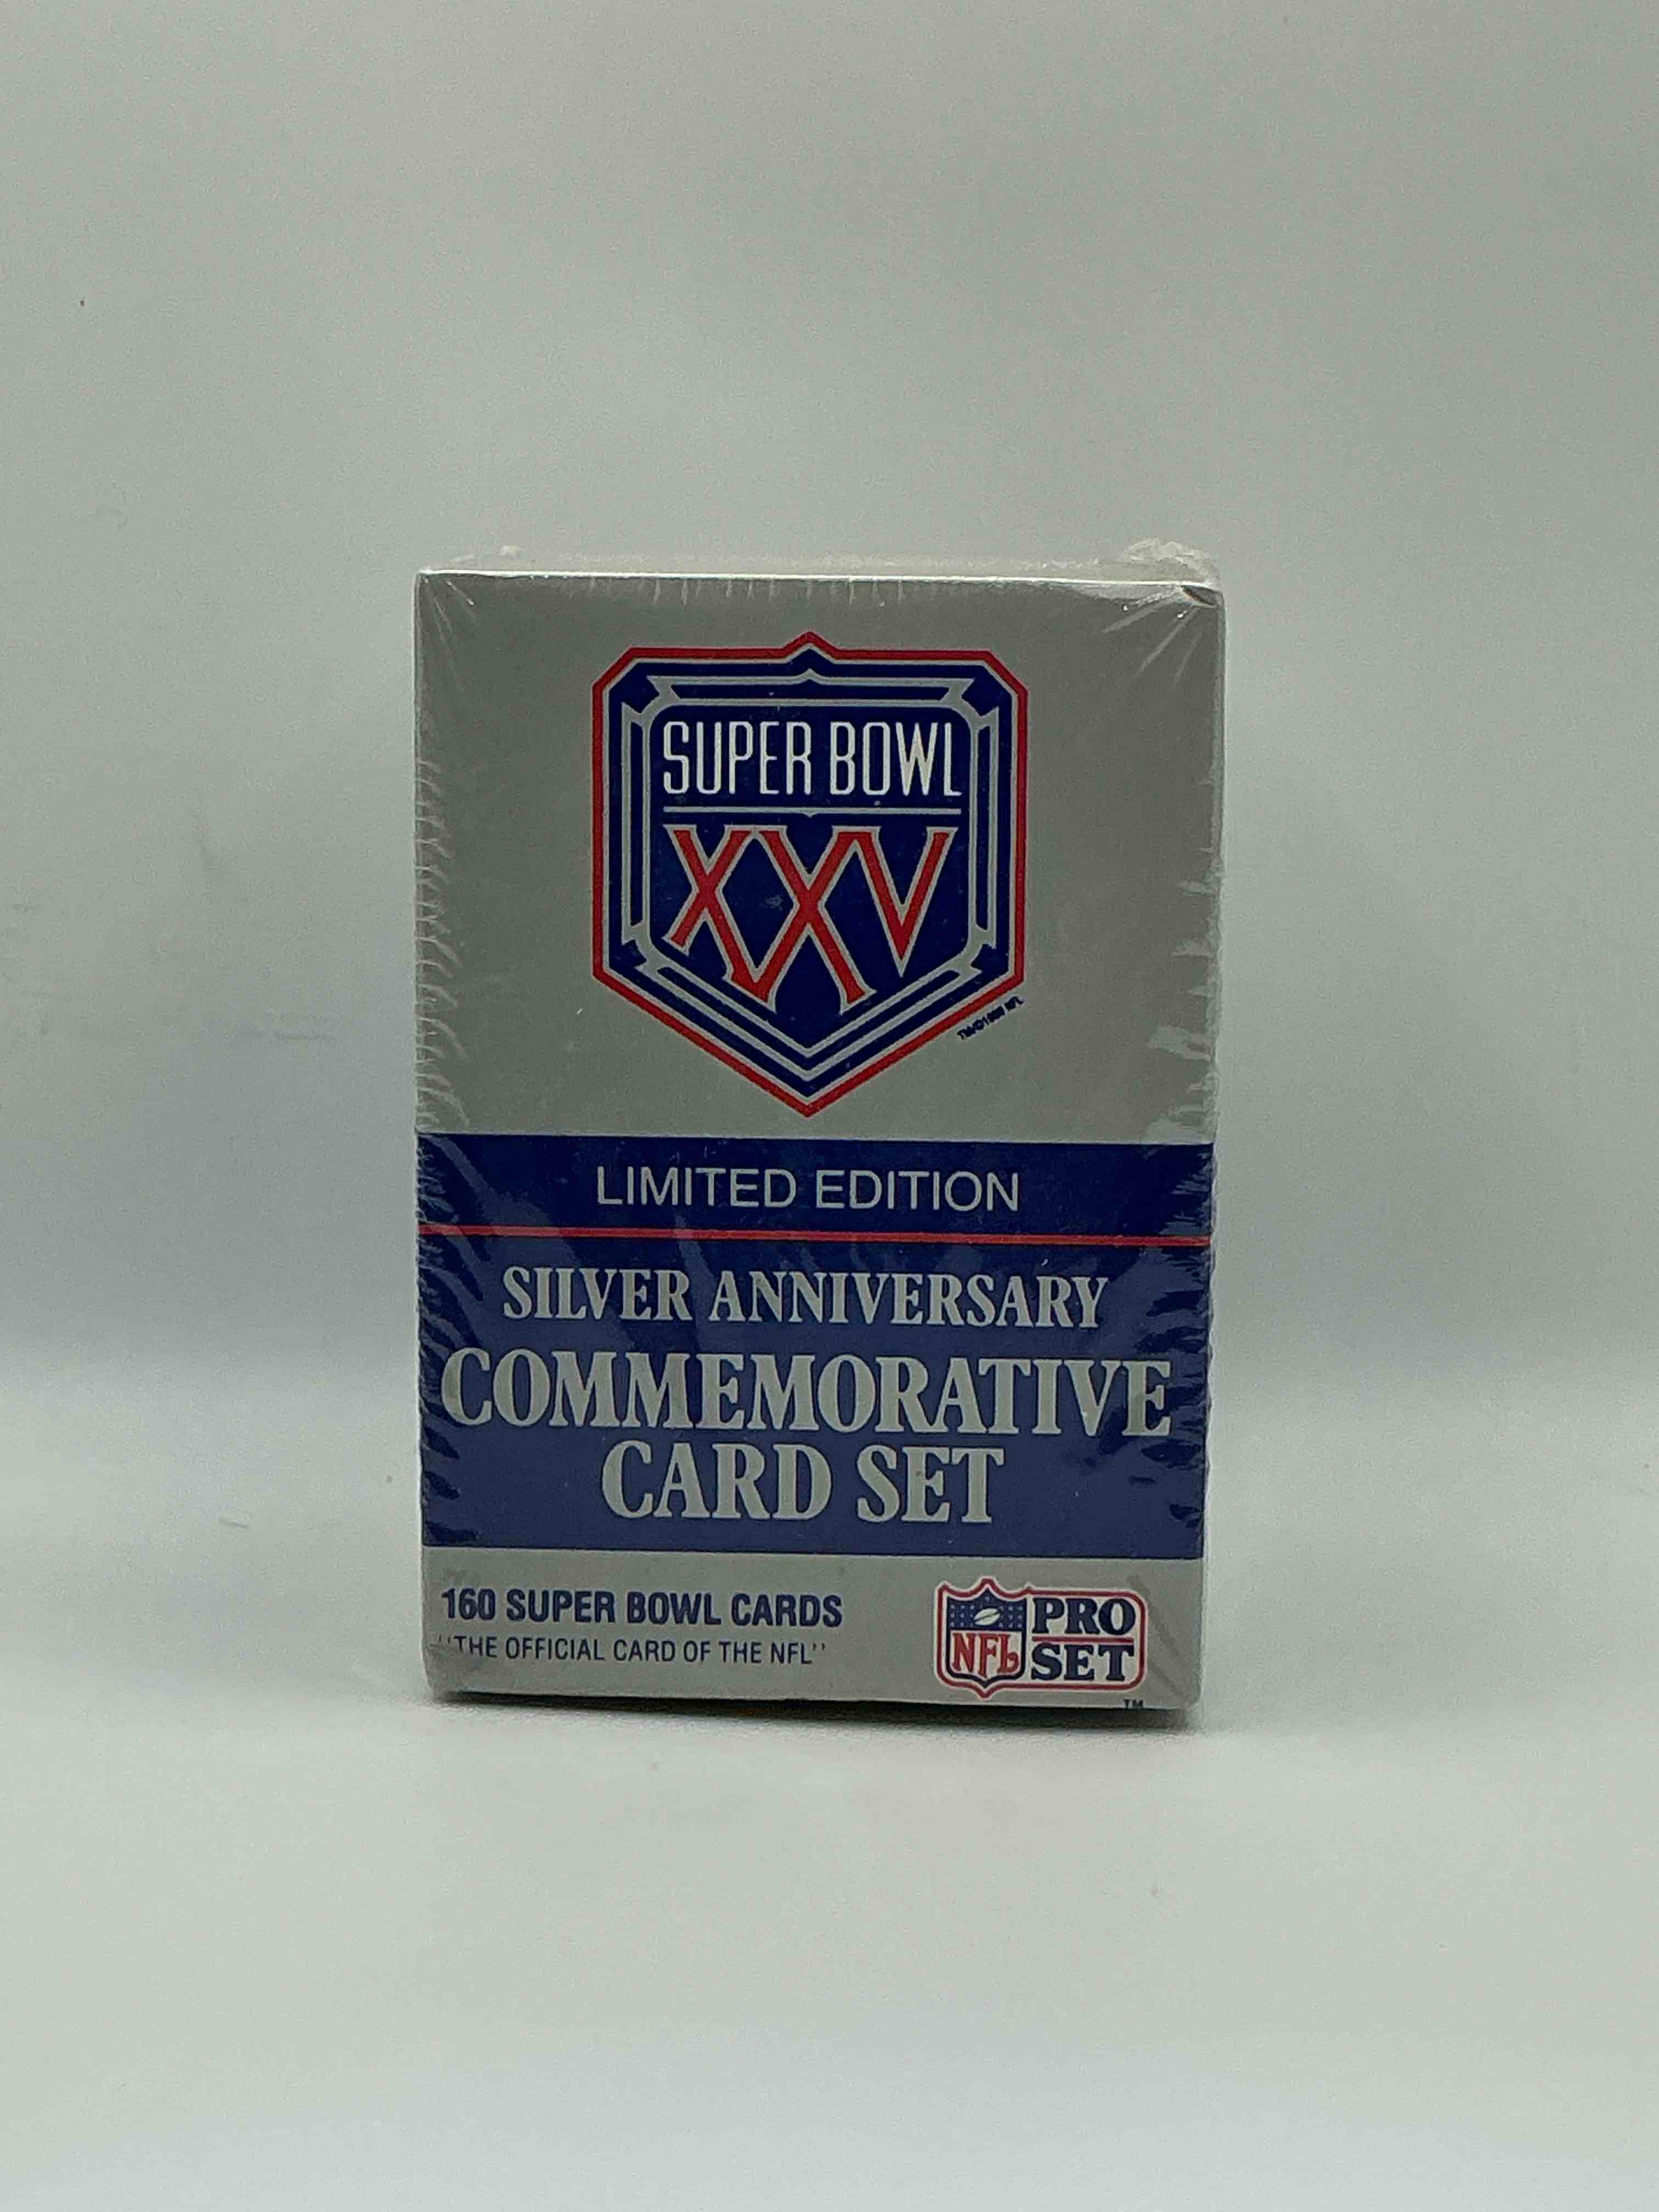 SUPER BOWL
XXV
LIMITED EDITION
SILVER ANNIVERSARY
COMMEMORATIVE
CARD SET
160 SUPER BOWL CARDS
"THE OFFICIAL CARD OF THE NFL"
NFL
PRO
SET
TM